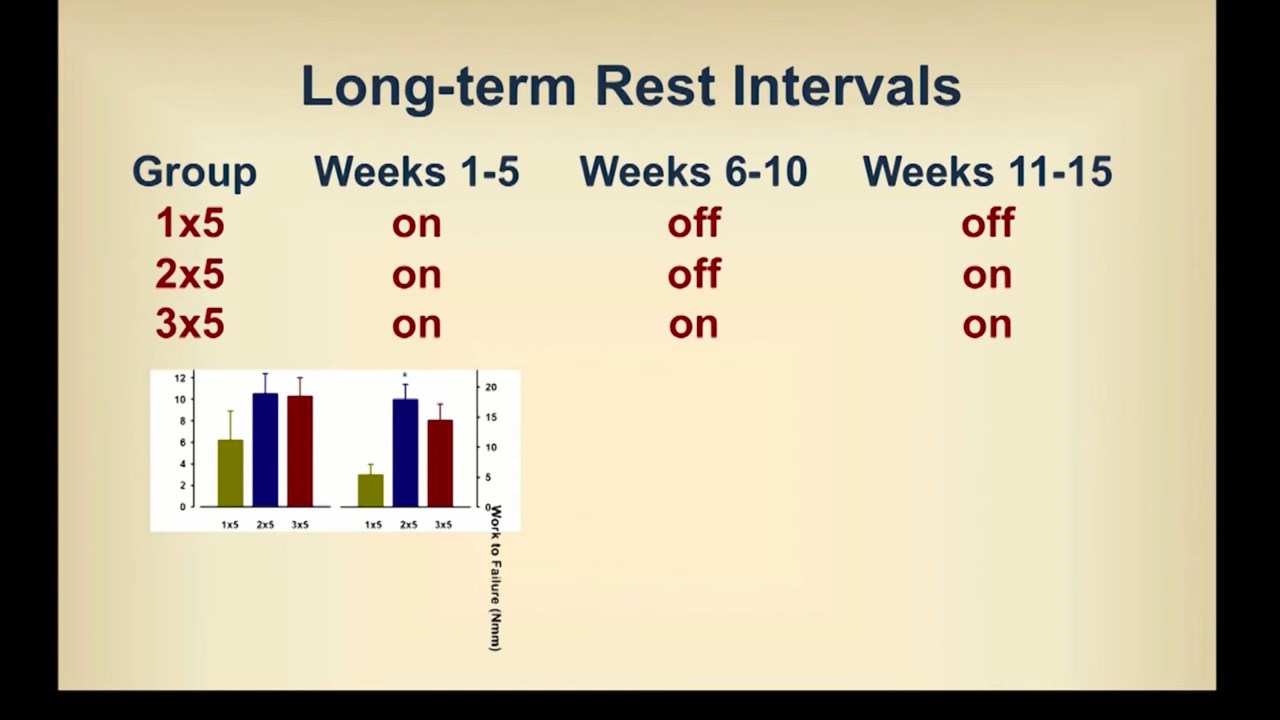 Long-term Rest Intervals
Group Weeks 1-5 Weeks 6-10 Weeks 11-15
1x5 on off off
2x5 on off on
3x5 on on on
12
10
8
6
4
2
0
1x5 2x5 3x5
*
1x5 2x5 3x5
20
15
10
5
0
Work to Failure (Nmm)